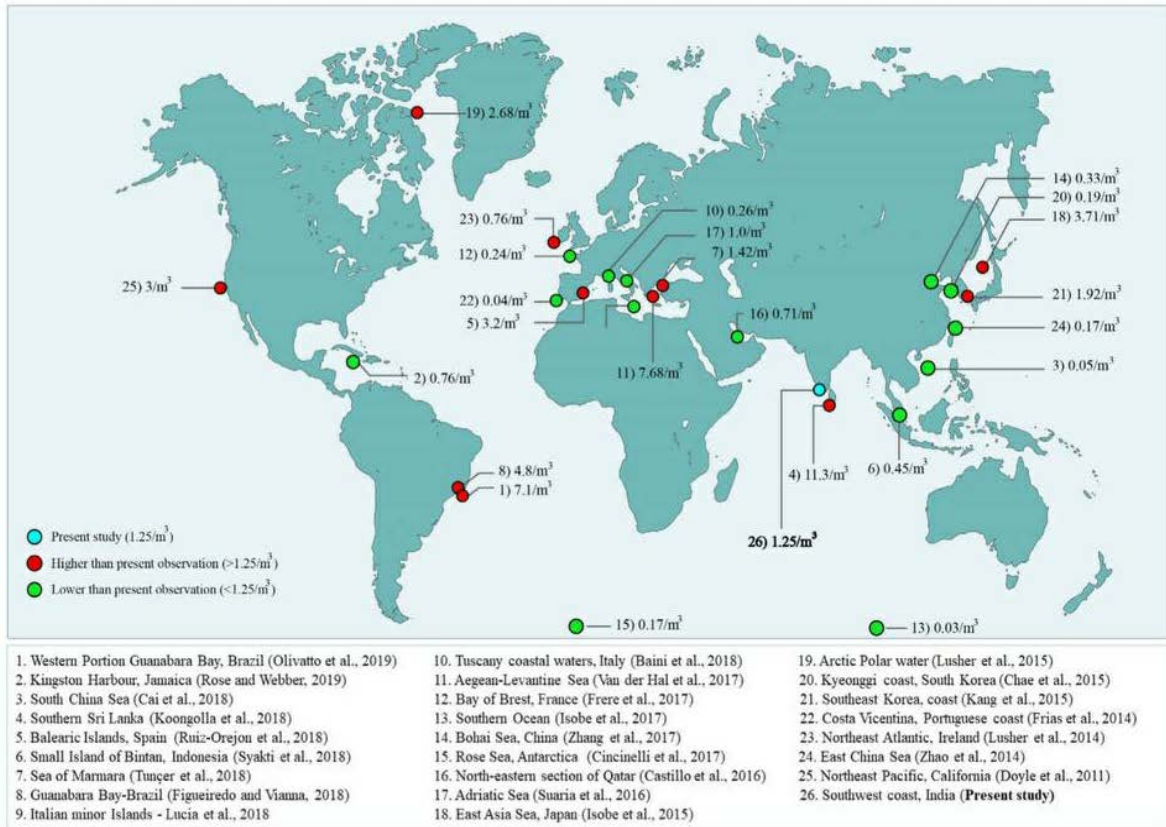 19) 2.68/m³
14) 0.33/m³
20) 0.19/m³
18) 3.71/m³
10) 0.26/m³
23) 0.76/m³
17) 1.0/m³
7) 1.42/m³
12) 0.24/m³
25) 3/m³
22) 0.04/m³
21) 1.92/m³
5) 3.2/m³
16) 0.71/m³
24) 0.17/m³
11) 7.68/m³
3) 0.05/m³
2) 0.76/m³
8) 4.8/m³
4) 11.3/m³
6) 0.45/m³
1) 7.1/m³
26) 1.25/m³
Present study (1.25/m³)
Higher than present observation (>1.25/m³)
Lower than present observation (<1.25/m³)
15) 0.17/m³
13) 0.03/m³
1. Western Portion Guanabara Bay, Brazil (Olivatto et al., 2019)
2. Kingston Harbour, Jamaica (Rose and Webber, 2019)
3. South China Sea (Cai et al., 2018)
4. Southern Sri Lanka (Koongolla et al., 2018)
5. Balearic Islands, Spain (Ruiz-Orejon et al., 2018)
6. Small Island of Bintan, Indonesia (Syakti et al., 2018)
7. Sea of Marmara (Tunçer et al., 2018)
8. Guanabara Bay-Brazil (Figueiredo and Vianna, 2018)
9. Italian minor Islands - Lucia et al., 2018
10. Tuscany coastal waters, Italy (Baini et al., 2018)
11. Aegean-Levantine Sea (Van der Hal et al., 2017)
12. Bay of Brest, France (Frere et al., 2017)
13. Southern Ocean (Isobe et al., 2017)
14. Bohai Sea, China (Zhang et al., 2017)
15. Rose Sea, Antarctica (Cincinelli et al., 2017)
16. North-eastern section of Qatar (Castillo et al., 2016)
17. Adriatic Sea (Suaria et al., 2016)
18. East Asia Sea, Japan (Isobe et al., 2015)
19. Arctic Polar water (Lusher et al., 2015)
20. Kyeonggi coast, South Korea (Chae et al., 2015)
21. Southeast Korea, coast (Kang et al., 2015)
22. Costa Vicentina, Portuguese coast (Frias et al., 2014)
23. Northeast Atlantic, Ireland (Lusher et al., 2014)
24. East China Sea (Zhao et al., 2014)
25. Northeast Pacific, California (Doyle et al., 2011)
26. Southwest coast, India (Present study)